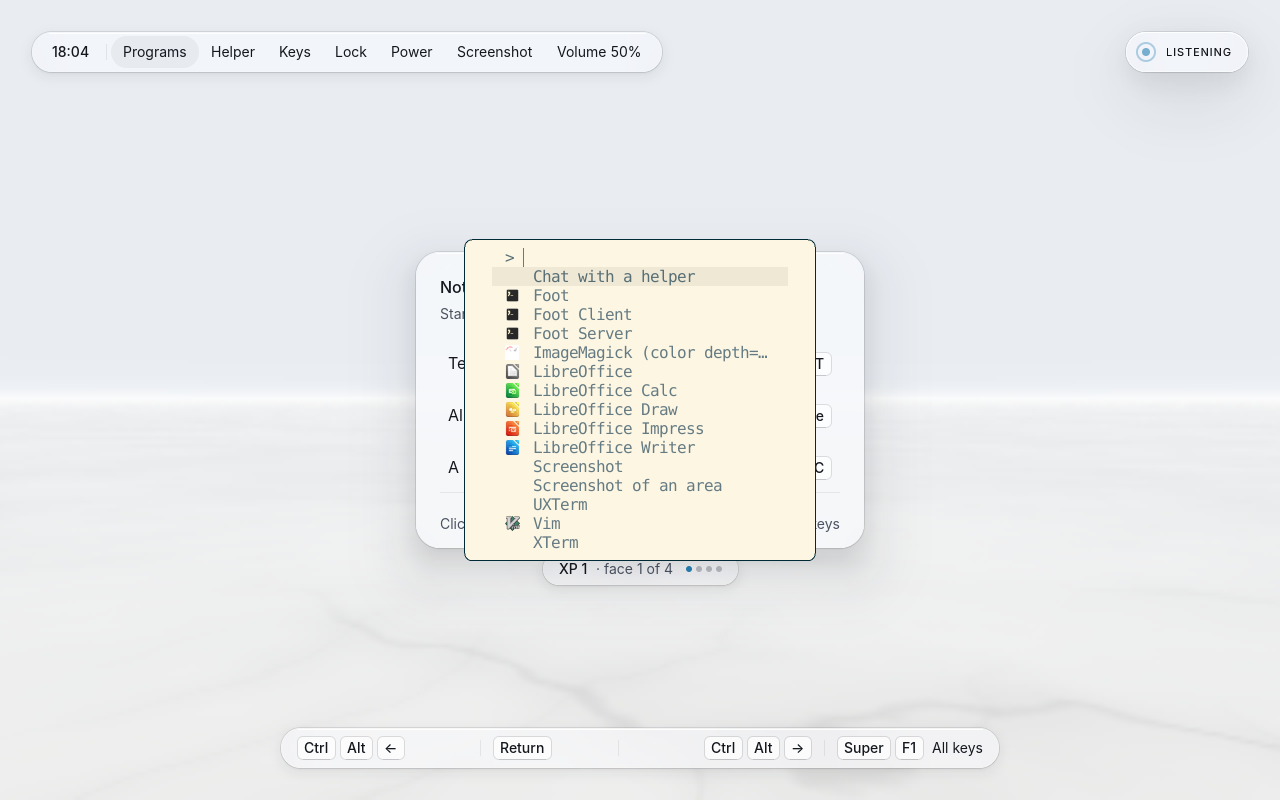 18:04 Programs Helper Keys Lock Power Screenshot Volume 50%
LISTENING
>
Chat with a helper
Foot
Foot Client
Foot Server
ImageMagick (color depth=…
LibreOffice
LibreOffice Calc
LibreOffice Draw
LibreOffice Impress
LibreOffice Writer
Screenshot
Screenshot of an area
UXTerm
Vim
XTerm
XP 1 · face 1 of 4
Ctrl Alt ← Return Ctrl Alt → Super F1 All keys